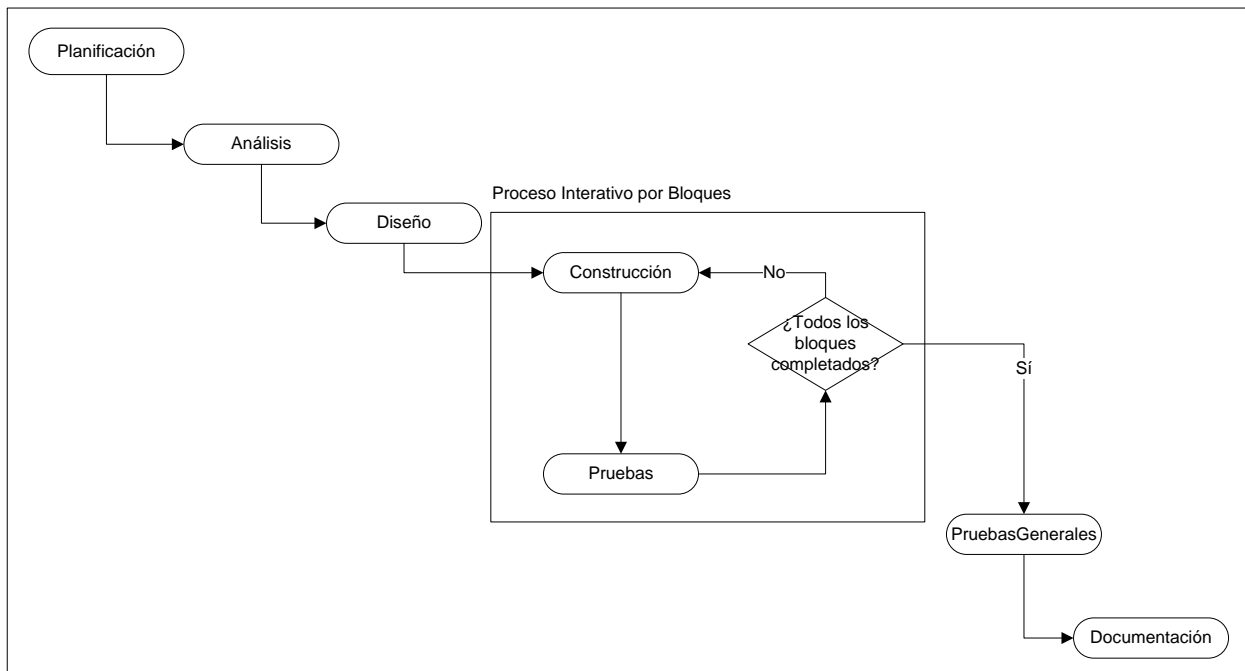 Planificación
Análisis
Diseño
Proceso Interativo por Bloques
Construcción
No
¿Todos los
bloques
completados?
Sí
Pruebas
PruebasGenerales
Documentación